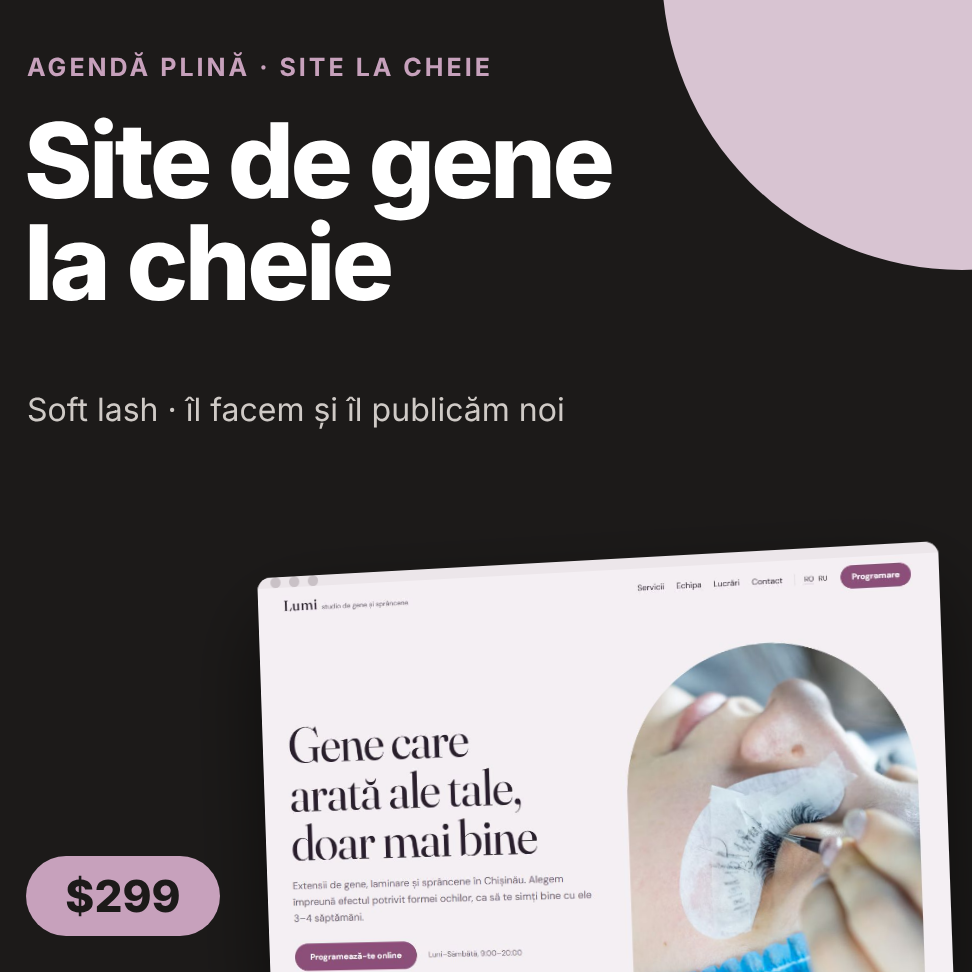 AGENDĂ PLINĂ · SITE LA CHEIE
Site de gene
la cheie
Soft lash · îl facem și îl publicăm noi
Lumi studio de gene și sprâncene
Servicii Echipa Lucrări Contact RO RU Programare
Gene care
arată ale tale,
doar mai bine
Extensii de gene, laminare și sprâncene în Chișinău. Alegem
împreună efectul potrivit formei ochilor, ca să te simți bine cu ele
3–4 săptămâni.
Programează-te online Luni–Sâmbătă, 9:00–20:00
$299